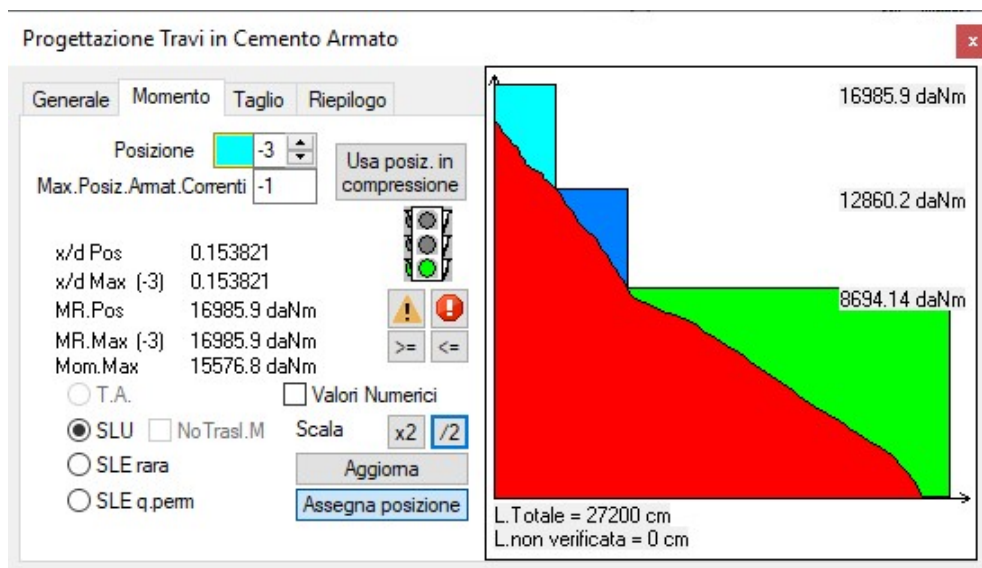 Progettazione Travi in Cemento Armato
x
Generale Momento Taglio Riepilogo
Posizione -3
Usa posiz. in
compressione
Max.Posiz.Armat.Correnti -1
x/d Pos 0.153821
x/d Max (-3) 0.153821
MR.Pos 16985.9 daNm
MR.Max (-3) 16985.9 daNm
>= <=
Mom.Max 15576.8 daNm
T.A. Valori Numerici
SLU No Trasl.M Scala x2 /2
SLE rara Aggiorna
SLE q.perm Assegna posizione
16985.9 daNm
12860.2 daNm
8694.14 daNm
L.Totale = 27200 cm
L.non verificata = 0 cm